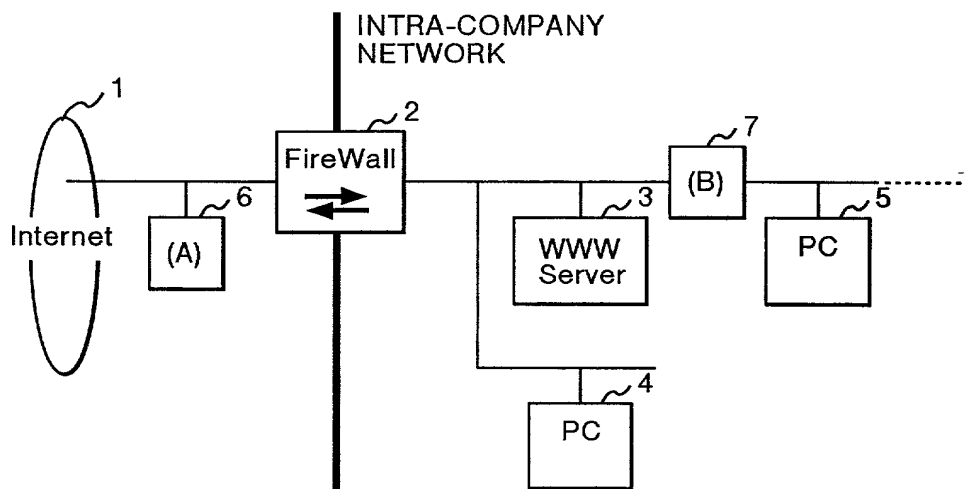 INTRA-COMPANY
NETWORK
1
2
7
FireWall
(B)
6
3
5
Internet
(A)
WWW
Server
PC
4
PC